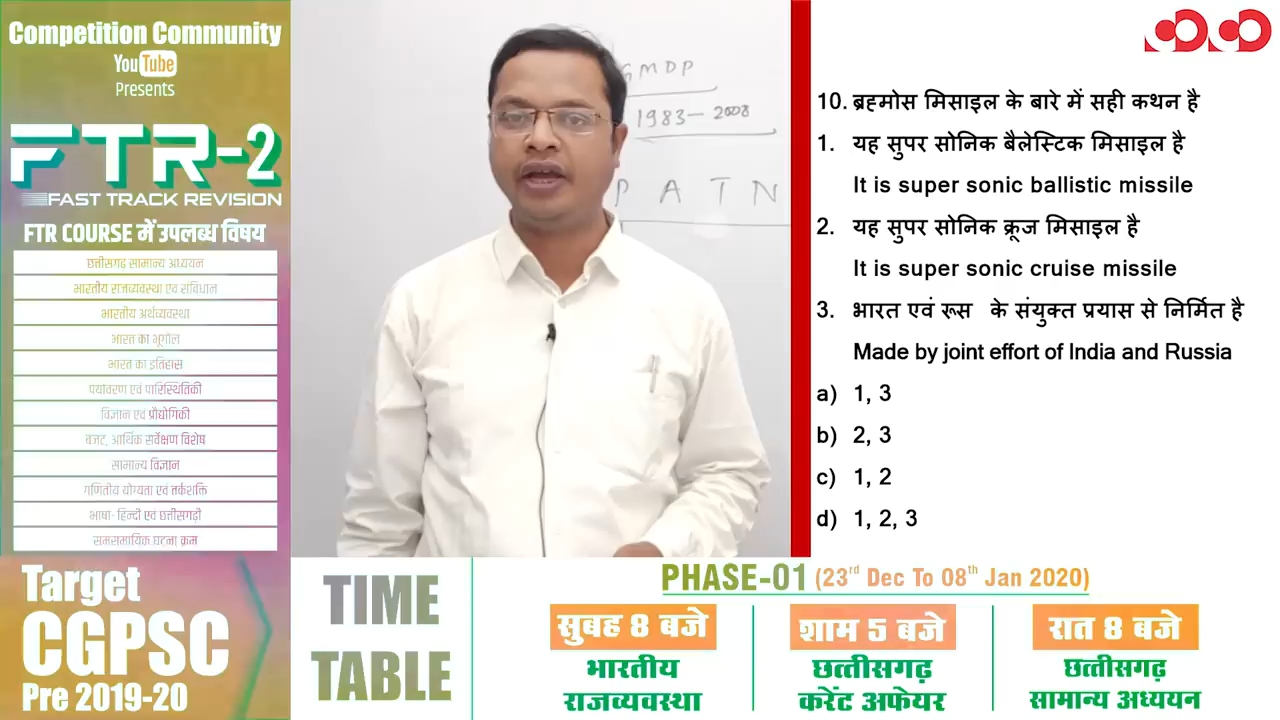 Competition Community
YouTube
Presents
FTR-2
FAST TRACK REVISION
FTR COURSE में उपलब्ध विषय
छत्तीसगढ़ सामान्य अध्ययन
भारतीय राजव्यवस्था एवं संविधान
भारतीय अर्थव्यवस्था
भारत का भूगोल
भारत का इतिहास
पर्यावरण एवं पारिस्थितिकी
विज्ञान एवं प्रौद्योगिकी
बजट, आर्थिक सर्वेक्षण विशेष
सामान्य विज्ञान
गणितीय योग्यता एवं तर्कशक्ति
भाषा- हिन्दी एवं छत्तीसगढ़ी
समसामयिक घटना क्रम
Target
CGPSC
Pre 2019-20
GMDP
1983-2008
P A T N
10. ब्रह्मोस मिसाइल के बारे में सही कथन है
1. यह सुपर सोनिक बैलेस्टिक मिसाइल है
It is super sonic ballistic missile
2. यह सुपर सोनिक क्रूज मिसाइल है
It is super sonic cruise missile
3. भारत एवं रूस के संयुक्त प्रयास से निर्मित है
Made by joint effort of India and Russia
a) 1, 3
b) 2, 3
c) 1, 2
d) 1, 2, 3
TIME
TABLE
PHASE-01 (23rd Dec To 08th Jan 2020)
सुबह 8 बजे
भारतीय
राजव्यवस्था
शाम 5 बजे
छत्तीसगढ़
करेंट अफेयर
रात 8 बजे
छत्तीसगढ़
सामान्य अध्ययन